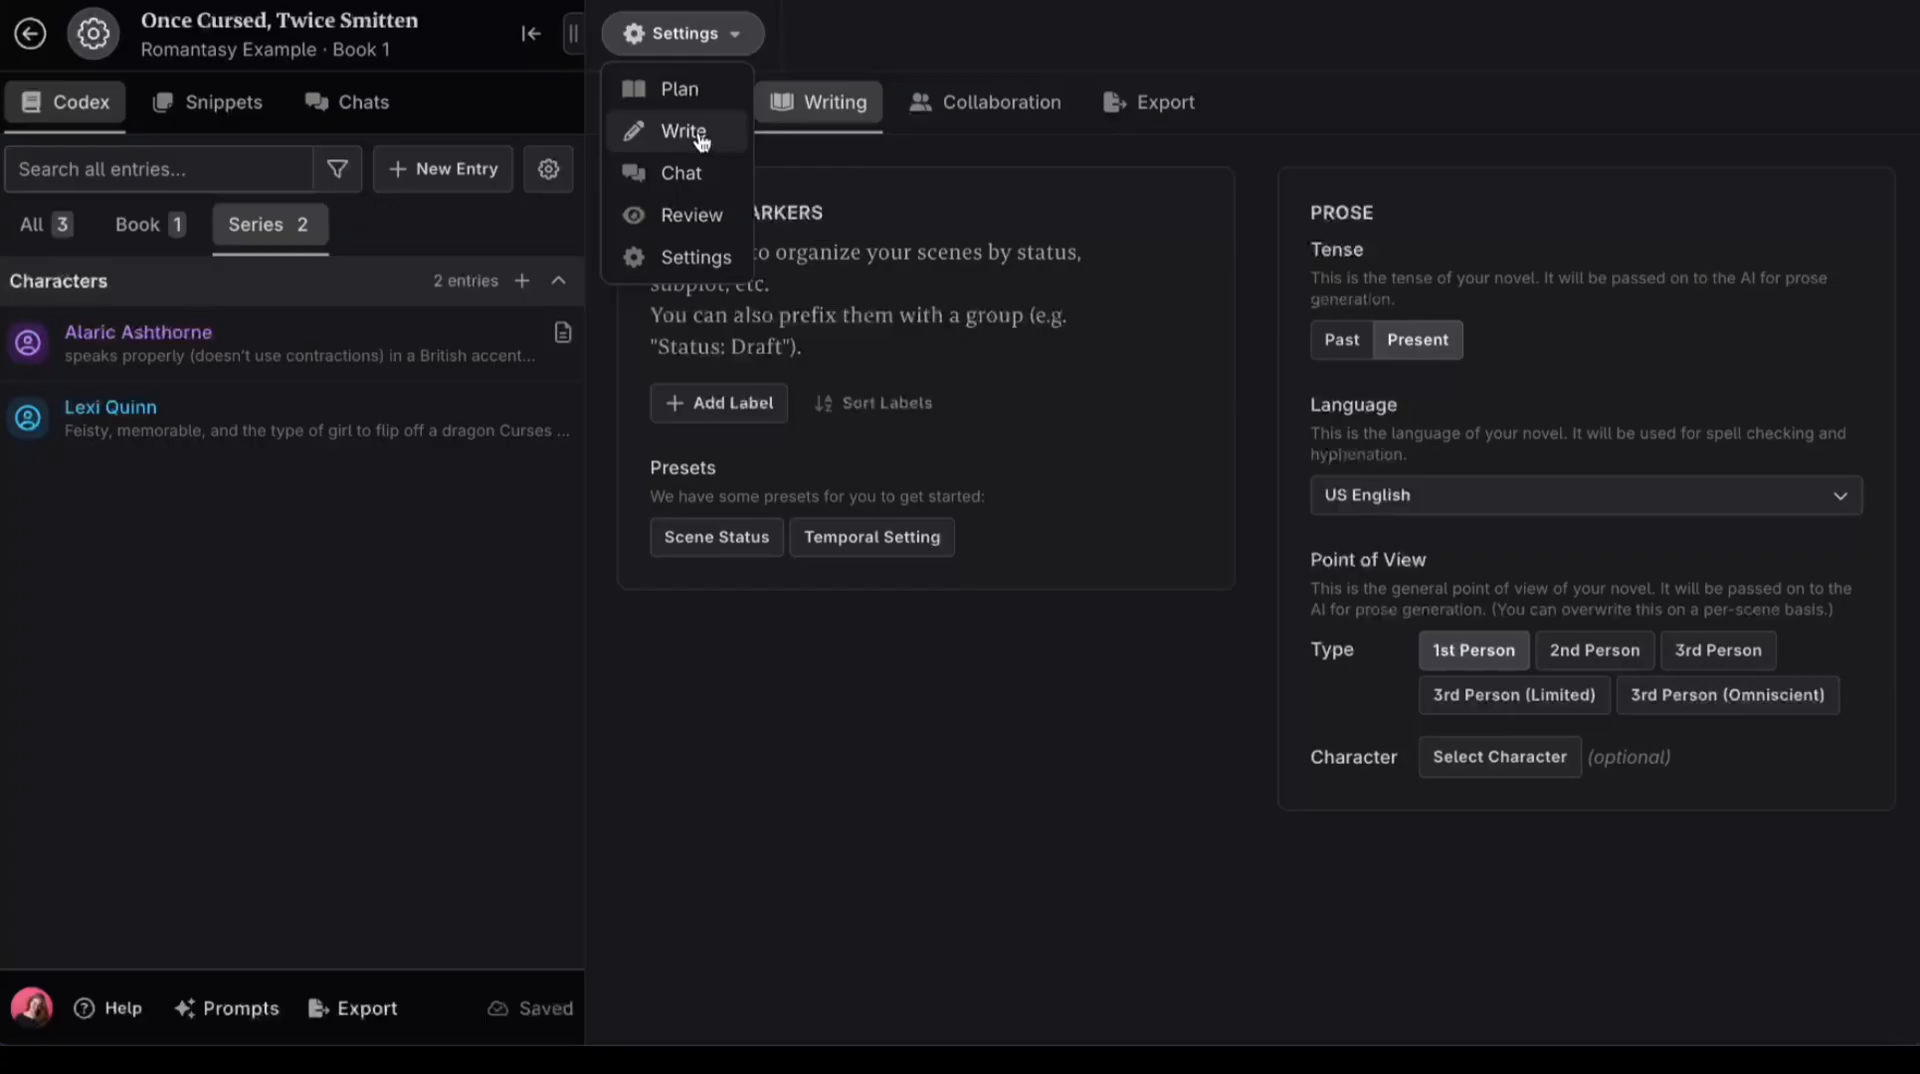 Once Cursed, Twice Smitten
Romantasy Example · Book 1
Settings
Plan
Write
Chat
Review
Settings
Codex
Snippets
Chats
Writing
Collaboration
Export
Search all entries...
New Entry
All 3
Book 1
Series 2
Characters
2 entries
Alaric Ashthorne
speaks properly (doesn't use contractions) in a British accent...
Lexi Quinn
Feisty, memorable, and the type of girl to flip off a dragon Curses ...
ARKERS
to organize your scenes by status,
subplot, etc.
You can also prefix them with a group (e.g.
"Status: Draft").
Add Label
Sort Labels
Presets
We have some presets for you to get started:
Scene Status
Temporal Setting
PROSE
Tense
This is the tense of your novel. It will be passed on to the AI for prose
generation.
Past
Present
Language
This is the language of your novel. It will be used for spell checking and
hyphenation.
US English
Point of View
This is the general point of view of your novel. It will be passed on to the
AI for prose generation. (You can overwrite this on a per-scene basis.)
Type
1st Person
2nd Person
3rd Person
3rd Person (Limited)
3rd Person (Omniscient)
Character
Select Character
(optional)
Help
Prompts
Export
Saved